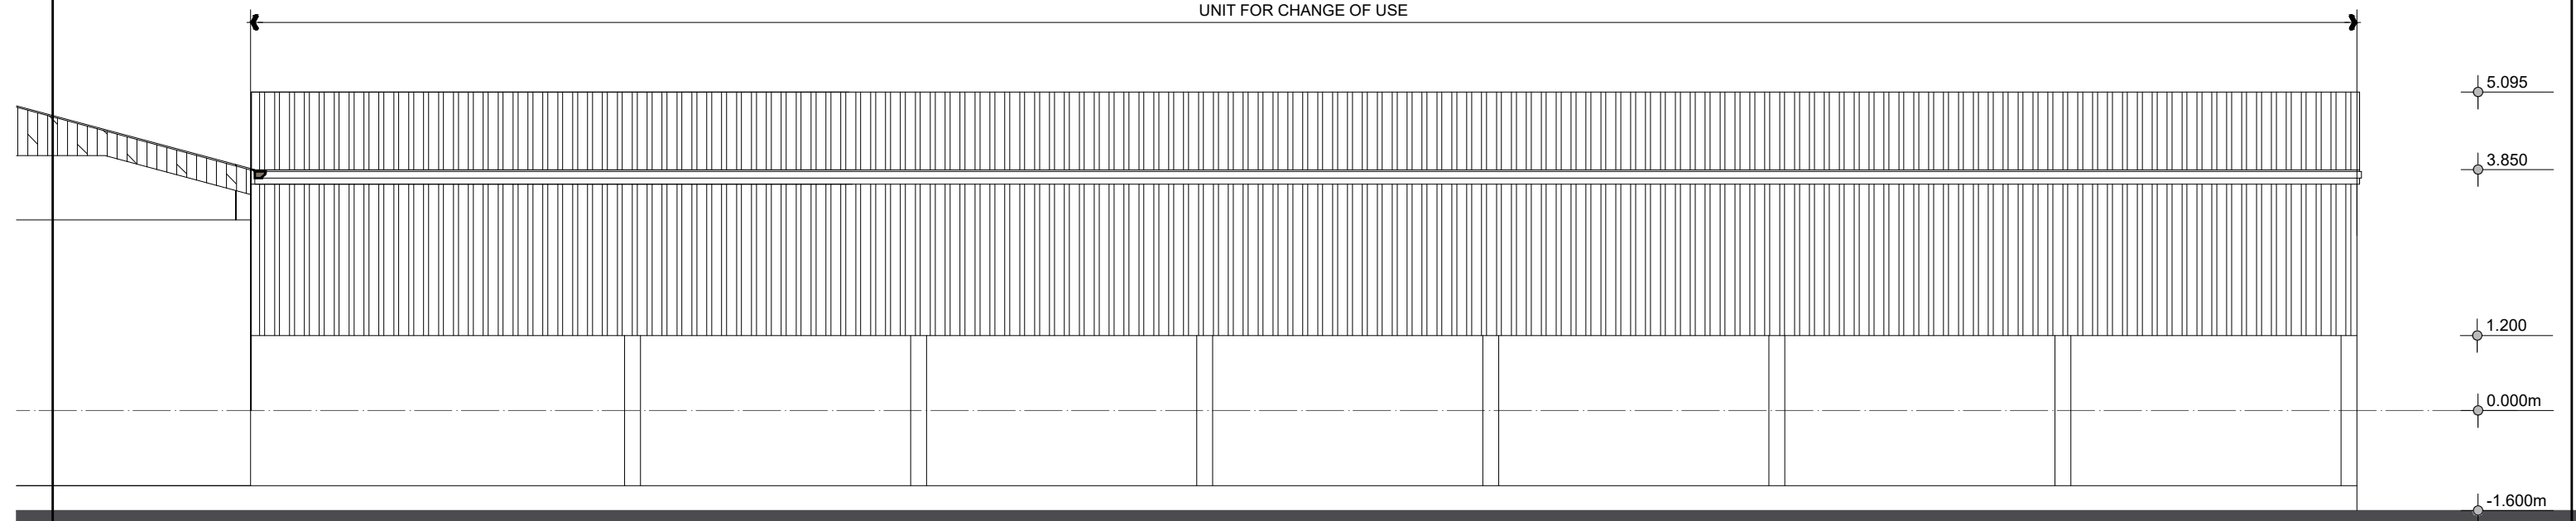 UNIT FOR CHANGE OF USE
5.095
3.850
1.200
0.000m
-1.600m